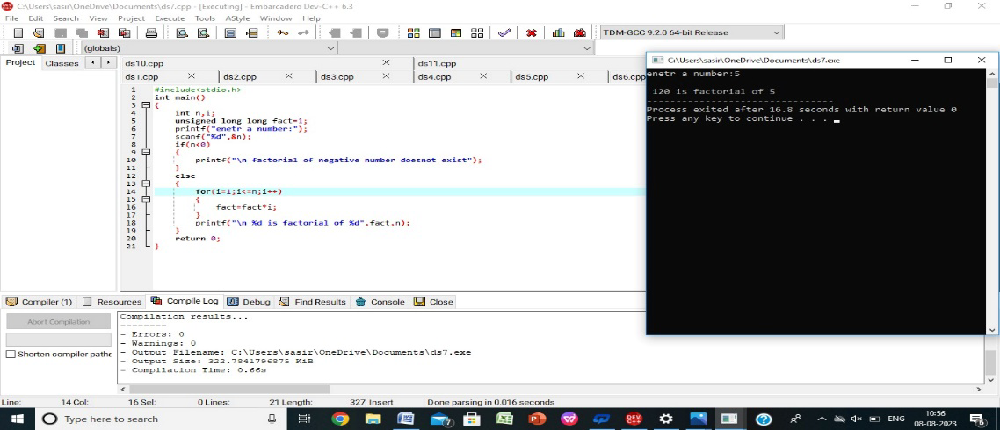 C:\Users\sasir\OneDrive\Documents\ds7.cpp - [Executing] - Embarcadero Dev-C++ 6.3
File Edit Search View Project Execute Tools AStyle Window Help
TDM-GCC 9.2.0 64-bit Release
(globals)
Project Classes
ds10.cpp ds11.cpp
ds1.cpp ds2.cpp ds3.cpp ds4.cpp ds5.cpp ds6.cpp
1 #include<stdio.h>
2 int main()
3 {
4 int n,i;
5 unsigned long long fact=1;
6 printf("enetr a number:");
7 scanf("%d",&n);
8 if(n<0)
9 {
10 printf("\n factorial of negative number doesnot exist");
11 }
12 else
13 {
14 for(i=1;i<=n;i++)
15 {
16 fact=fact*i;
17 }
18 printf("\n %d is factorial of %d",fact,n);
19 }
20 return 0;
21 }
C:\Users\sasir\OneDrive\Documents\ds7.exe
enetr a number:5
120 is factorial of 5
--------------------------------
Process exited after 16.8 seconds with return value 0
Press any key to continue . . .
Compiler (1) Resources Compile Log Debug Find Results Console Close
Abort Compilation
Shorten compiler paths
Compilation results...
--------
- Errors: 0
- Warnings: 0
- Output Filename: C:\Users\sasir\OneDrive\Documents\ds7.exe
- Output Size: 322.7841796875 KiB
- Compilation Time: 0.66s
Line: 14 Col: 16 Sel: 0 Lines: 21 Length: 327 Insert Done parsing in 0.016 seconds
Type here to search
ENG
10:56
08-08-2023